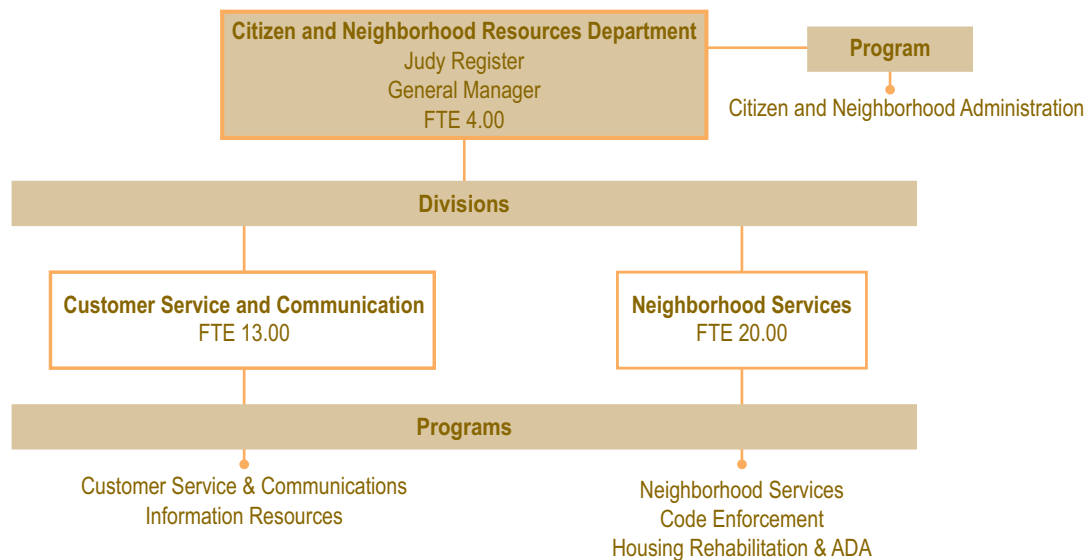 Citizen and Neighborhood Resources Department
Judy Register
General Manager
FTE 4.00
Program
Citizen and Neighborhood Administration
Divisions
Customer Service and Communication
FTE 13.00
Neighborhood Services
FTE 20.00
Programs
Customer Service & Communications
Information Resources
Neighborhood Services
Code Enforcement
Housing Rehabilitation & ADA